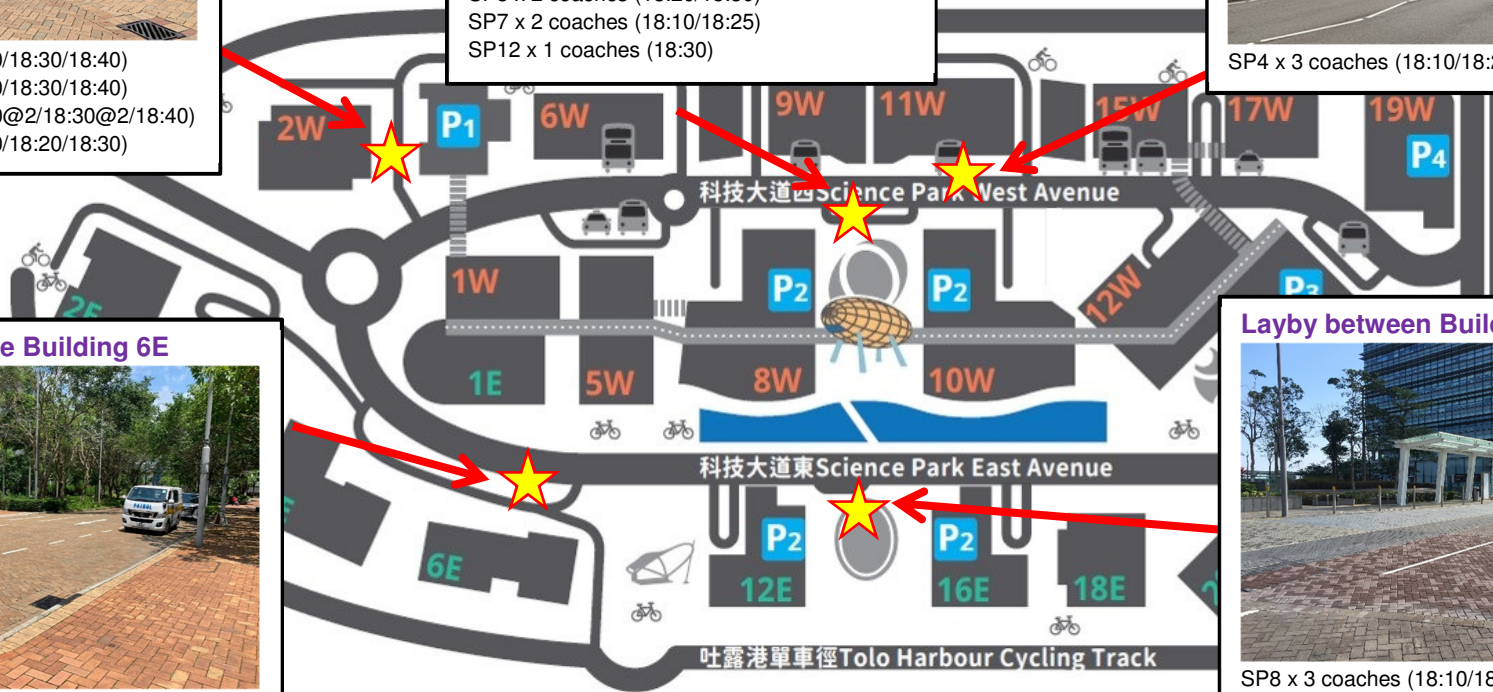 SP7 x 2 coaches (18:10/18:25)
SP12 x 1 coaches (18:30)
/18:30/18:40)
/18:30/18:40)
@2/18:30@2/18:40)
/18:20/18:30)
SP4 x 3 coaches (18:10/18:2
2W
P1
6W
9W
11W
15W
17W
19W
P4
科技大道西Science Park West Avenue
2E
1W
P2
P2
12W
P3
e Building 6E
1E
5W
8W
10W
Layby between Buil
科技大道東Science Park East Avenue
6E
P2
12E
P2
16E
18E
吐露港單車徑Tolo Harbour Cycling Track
SP8 x 3 coaches (18:10/18